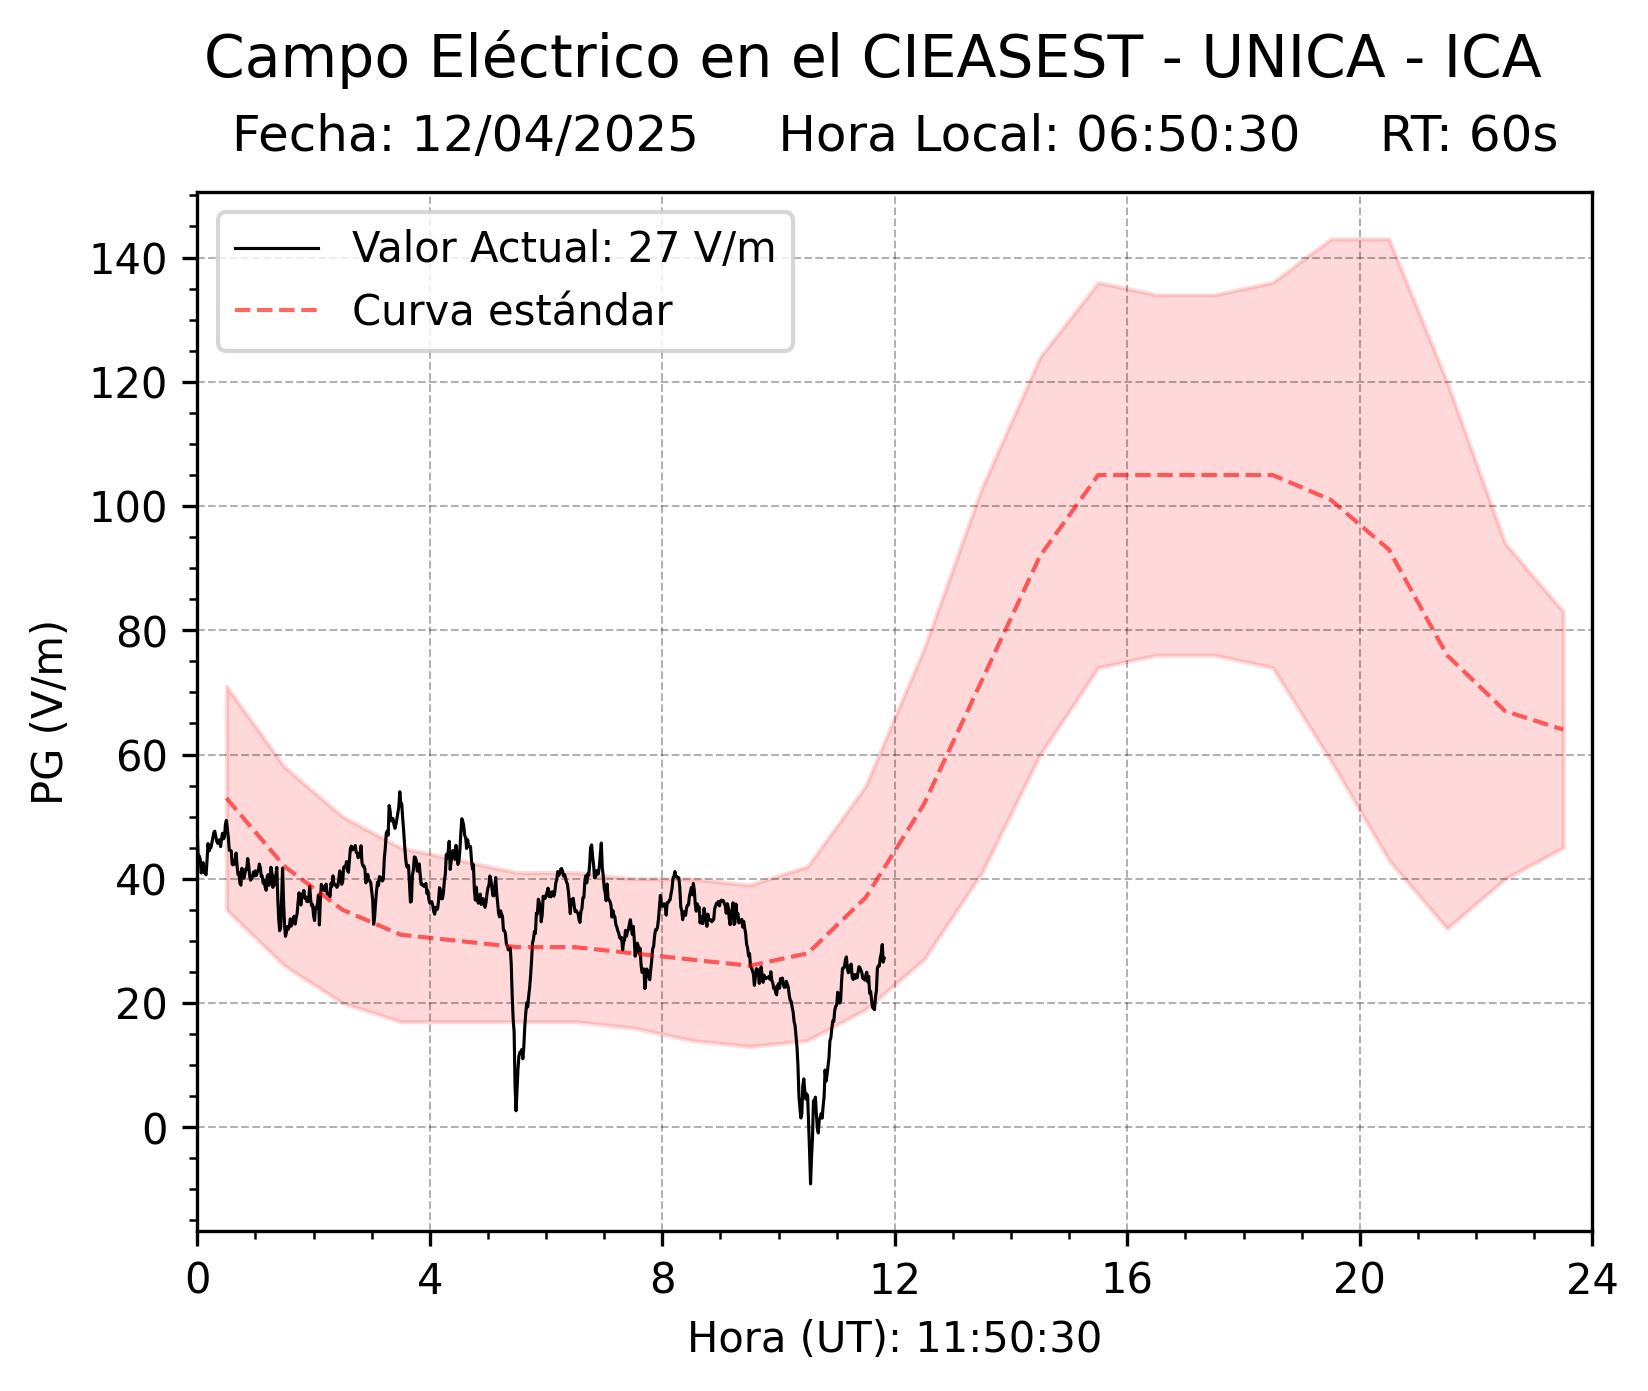 Campo Eléctrico en el CIEASEST - UNICA - ICA
Fecha: 12/04/2025 Hora Local: 06:50:30 RT: 60s
Valor Actual: 27 V/m
Curva estándar
140
120
100
80
60
40
20
0
PG (V/m)
0 4 8 12 16 20 24
Hora (UT): 11:50:30